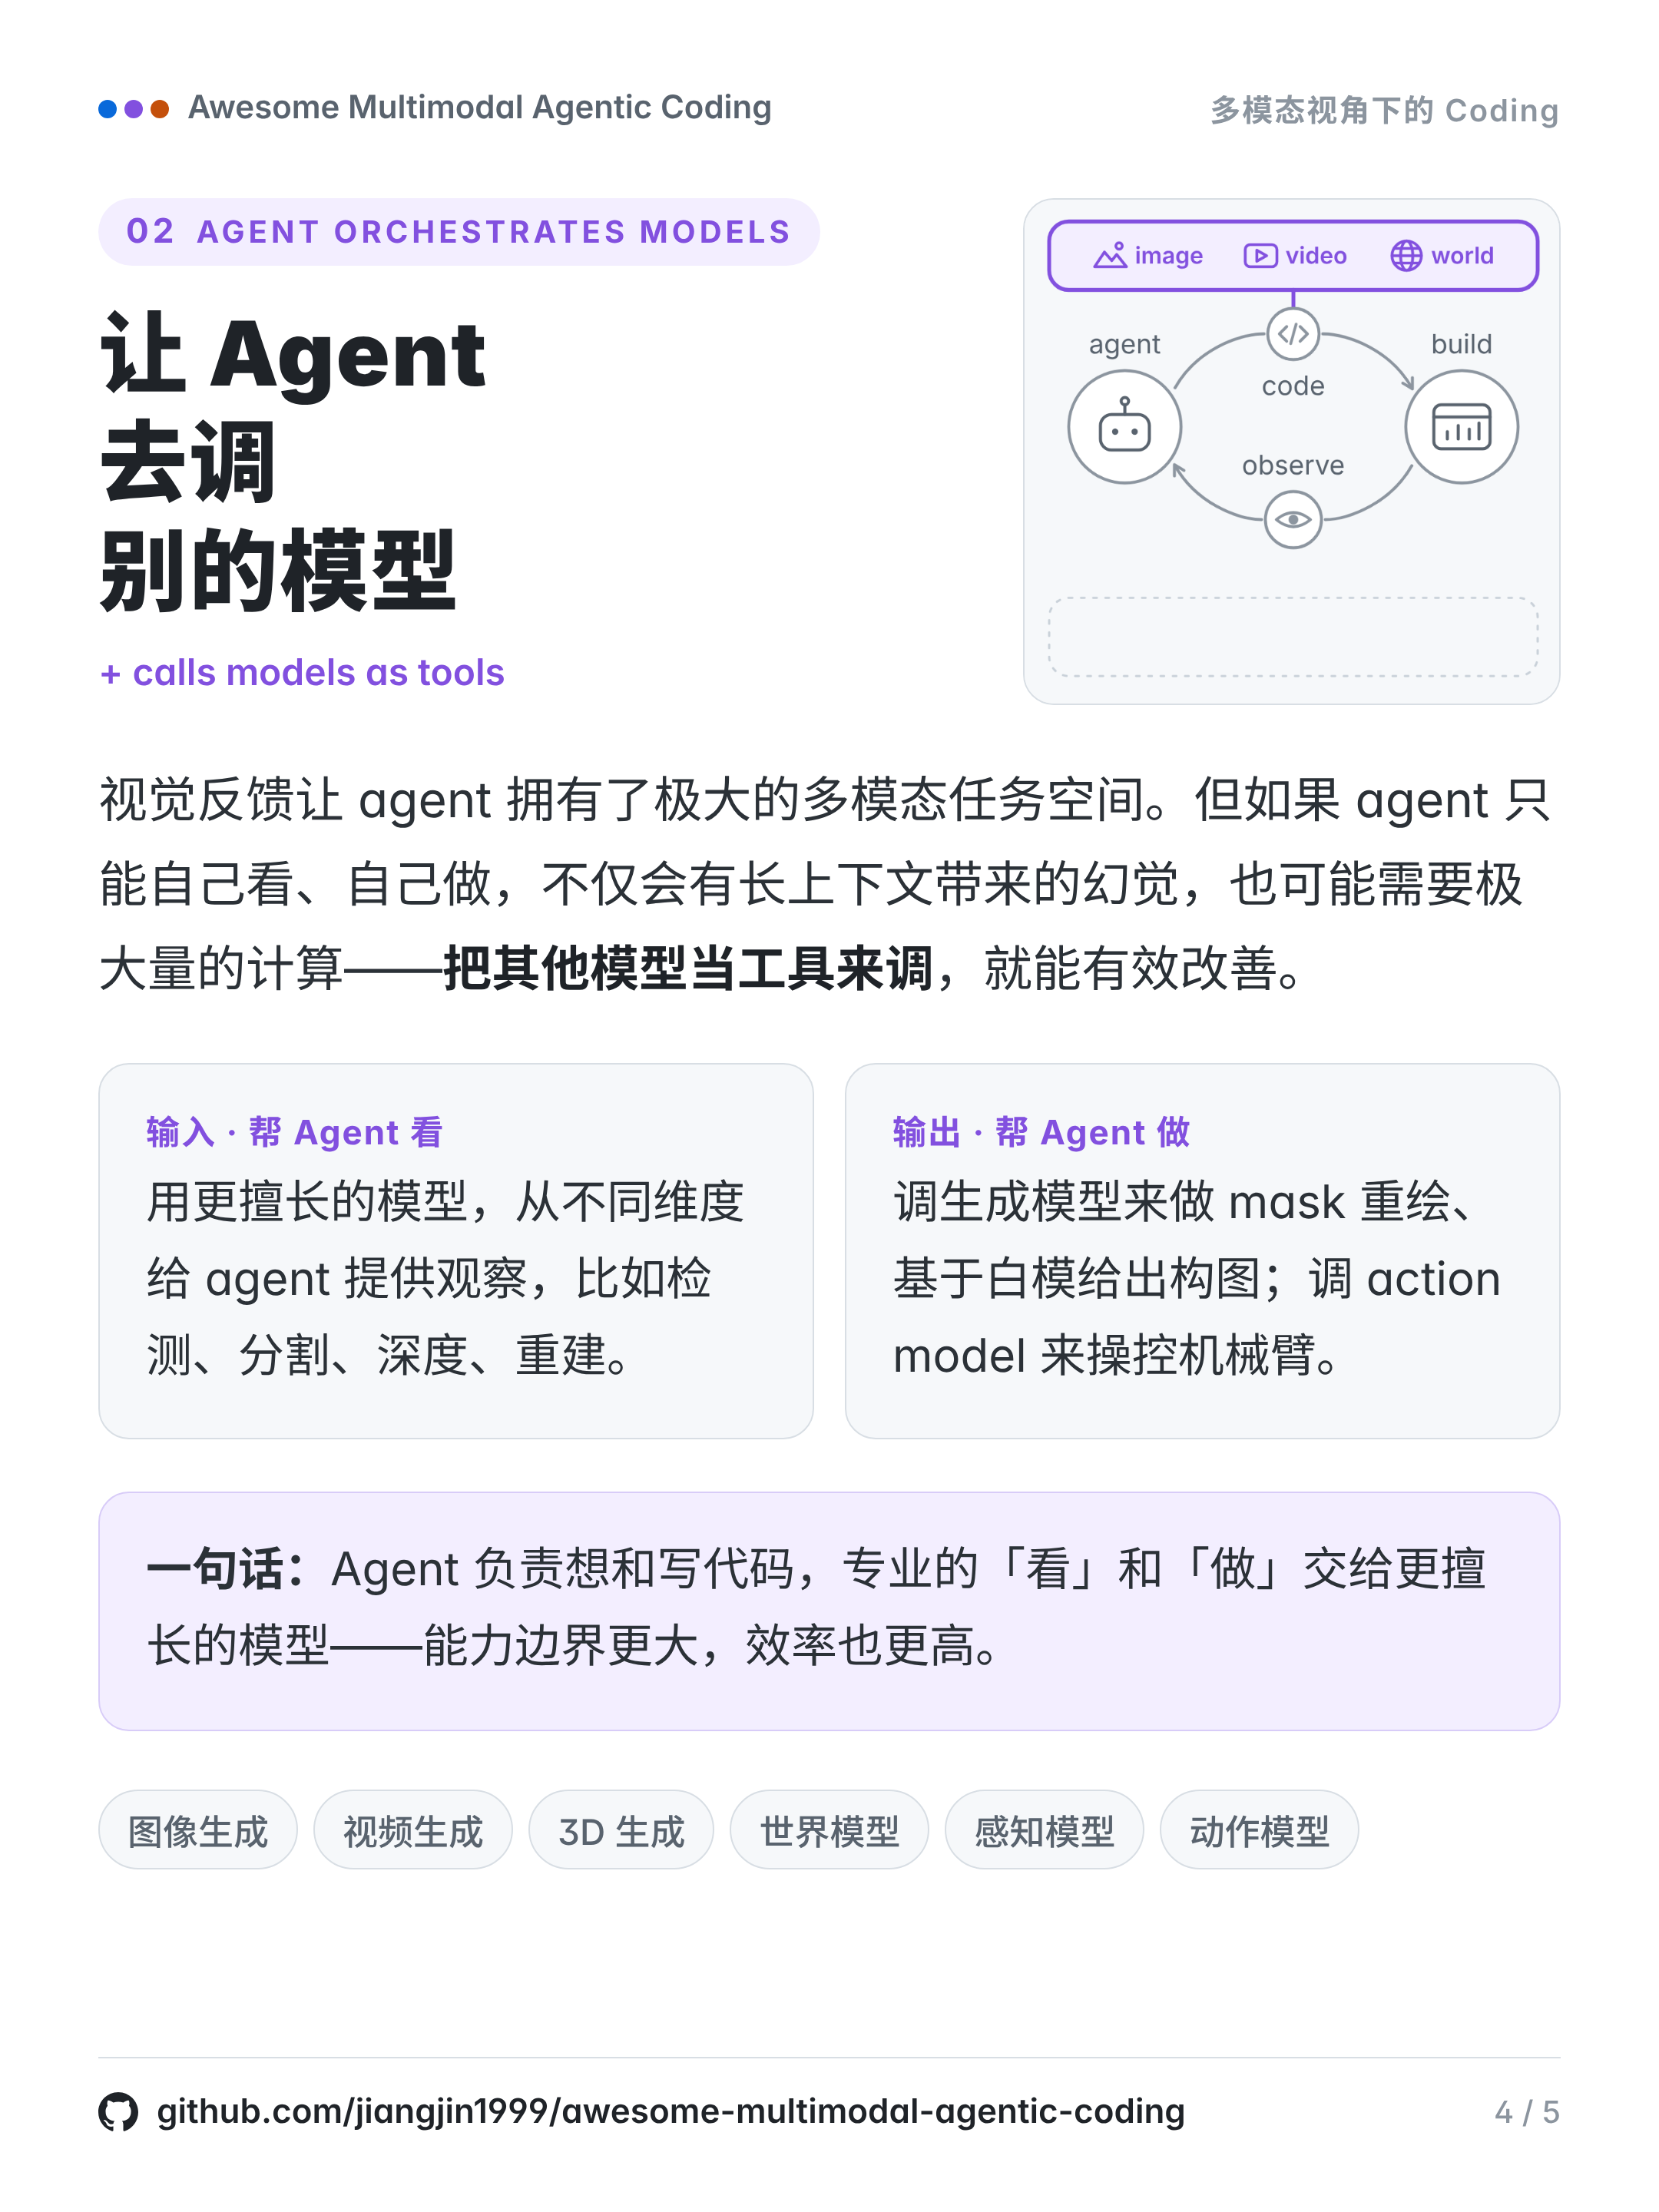 Awesome Multimodal Agentic Coding
多模态视角下的 Coding
02 AGENT ORCHESTRATES MODELS
让 Agent
去调
别的模型
+ calls models as tools
image video world
agent
build
code
observe
视觉反馈让 agent 拥有了极大的多模态任务空间。但如果 agent 只
能自己看、自己做，不仅会有长上下文带来的幻觉，也可能需要极
大量的计算——把其他模型当工具来调，就能有效改善。
输入 · 帮 Agent 看
用更擅长的模型，从不同维度
给 agent 提供观察，比如检
测、分割、深度、重建。
输出 · 帮 Agent 做
调生成模型来做 mask 重绘、
基于白模给出构图；调 action
model 来操控机械臂。
一句话：Agent 负责想和写代码，专业的「看」和「做」交给更擅
长的模型——能力边界更大，效率也更高。
图像生成 视频生成 3D 生成 世界模型 感知模型 动作模型
github.com/jiangjin1999/awesome-multimodal-agentic-coding
4 / 5